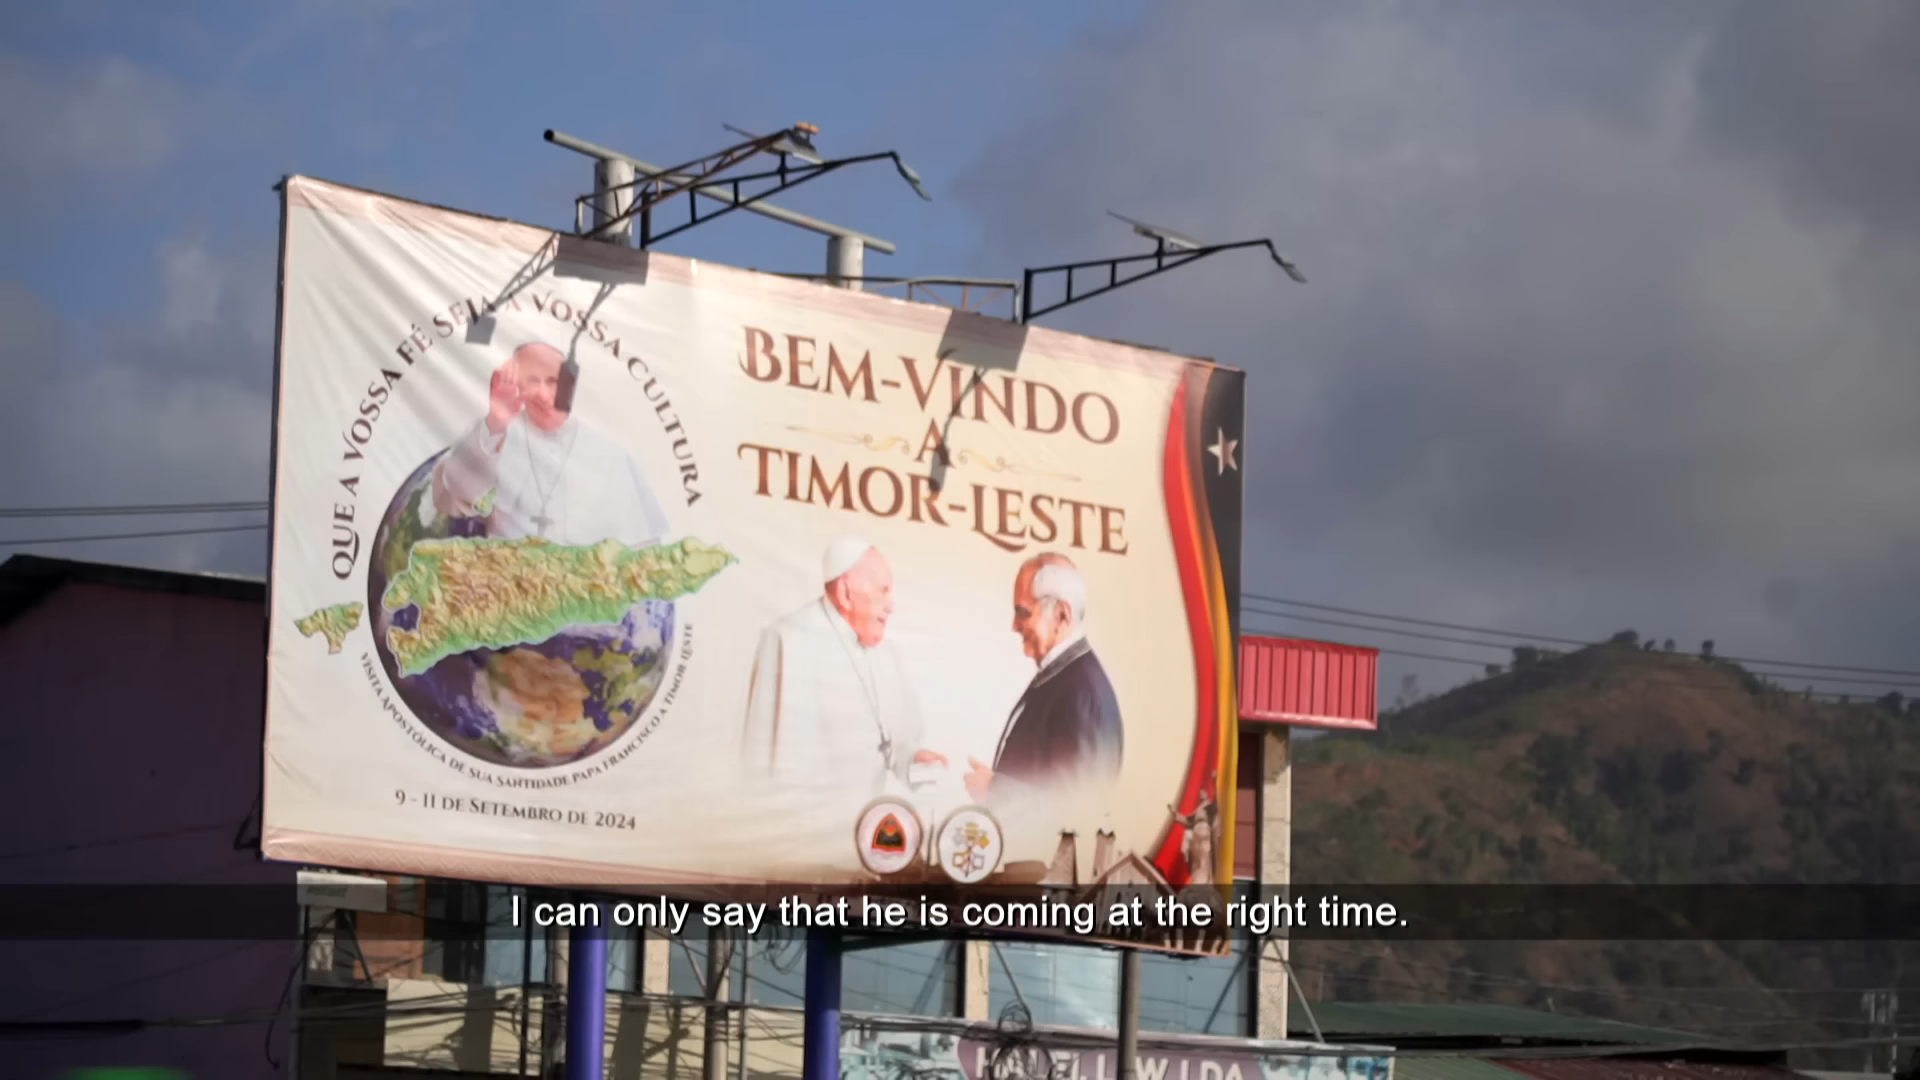 QUE A VOSSA FÉ SEJA A VOSSA CULTURA
VISITA APOSTÓLICA DE SUA SANTIDADE PAPA FRANCISCO A TIMOR-LESTE
9 - 11 DE SETEMBRO DE 2024
BEM-VINDO
A
TIMOR-LESTE
I can only say that he is coming at the right time.